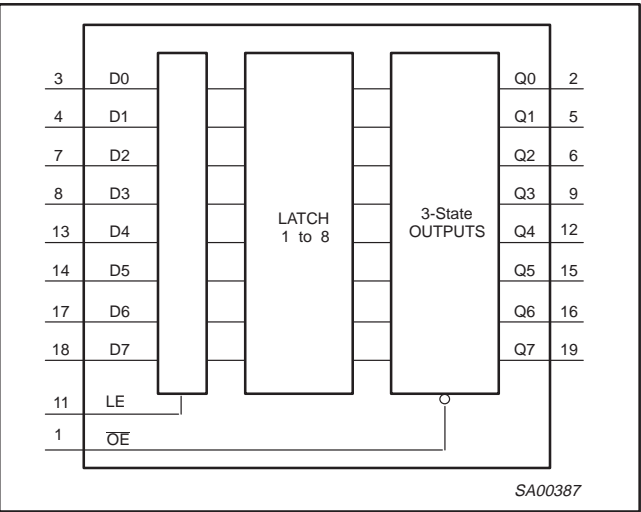 3 D0 Q0 2
4 D1 Q1 5
7 D2 Q2 6
8 D3 Q3 9
LATCH
1 to 8
3-State
OUTPUTS
13 D4 Q4 12
14 D5 Q5 15
17 D6 Q6 16
18 D7 Q7 19
11 LE
1 O̅E̅
SA00387